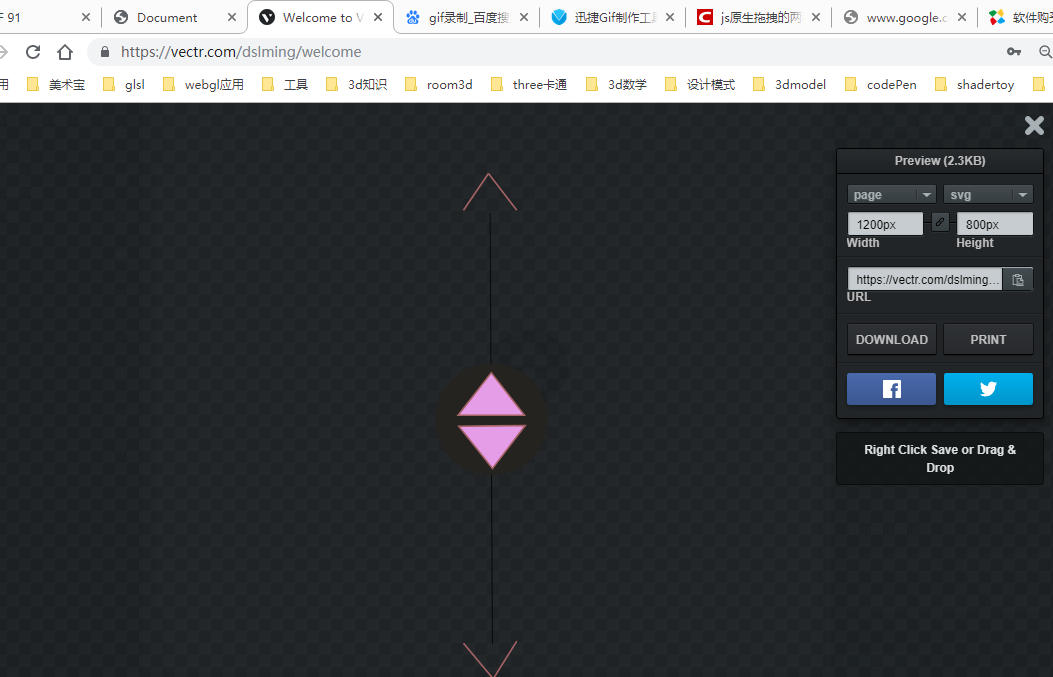 F 91
Document
Welcome to V
gif录制_百度搜
迅捷Gif制作工具
js原生拖拽的两
www.google.c
软件购买
https://vectr.com/dslming/welcome
用 美术宝 glsl webgl应用 工具 3d知识 room3d three卡通 3d数学 设计模式 3dmodel codePen shadertoy
Preview (2.3KB)
page svg
1200px 800px
Width Height
https://vectr.com/dslming...
URL
DOWNLOAD PRINT
Right Click Save or Drag &
Drop